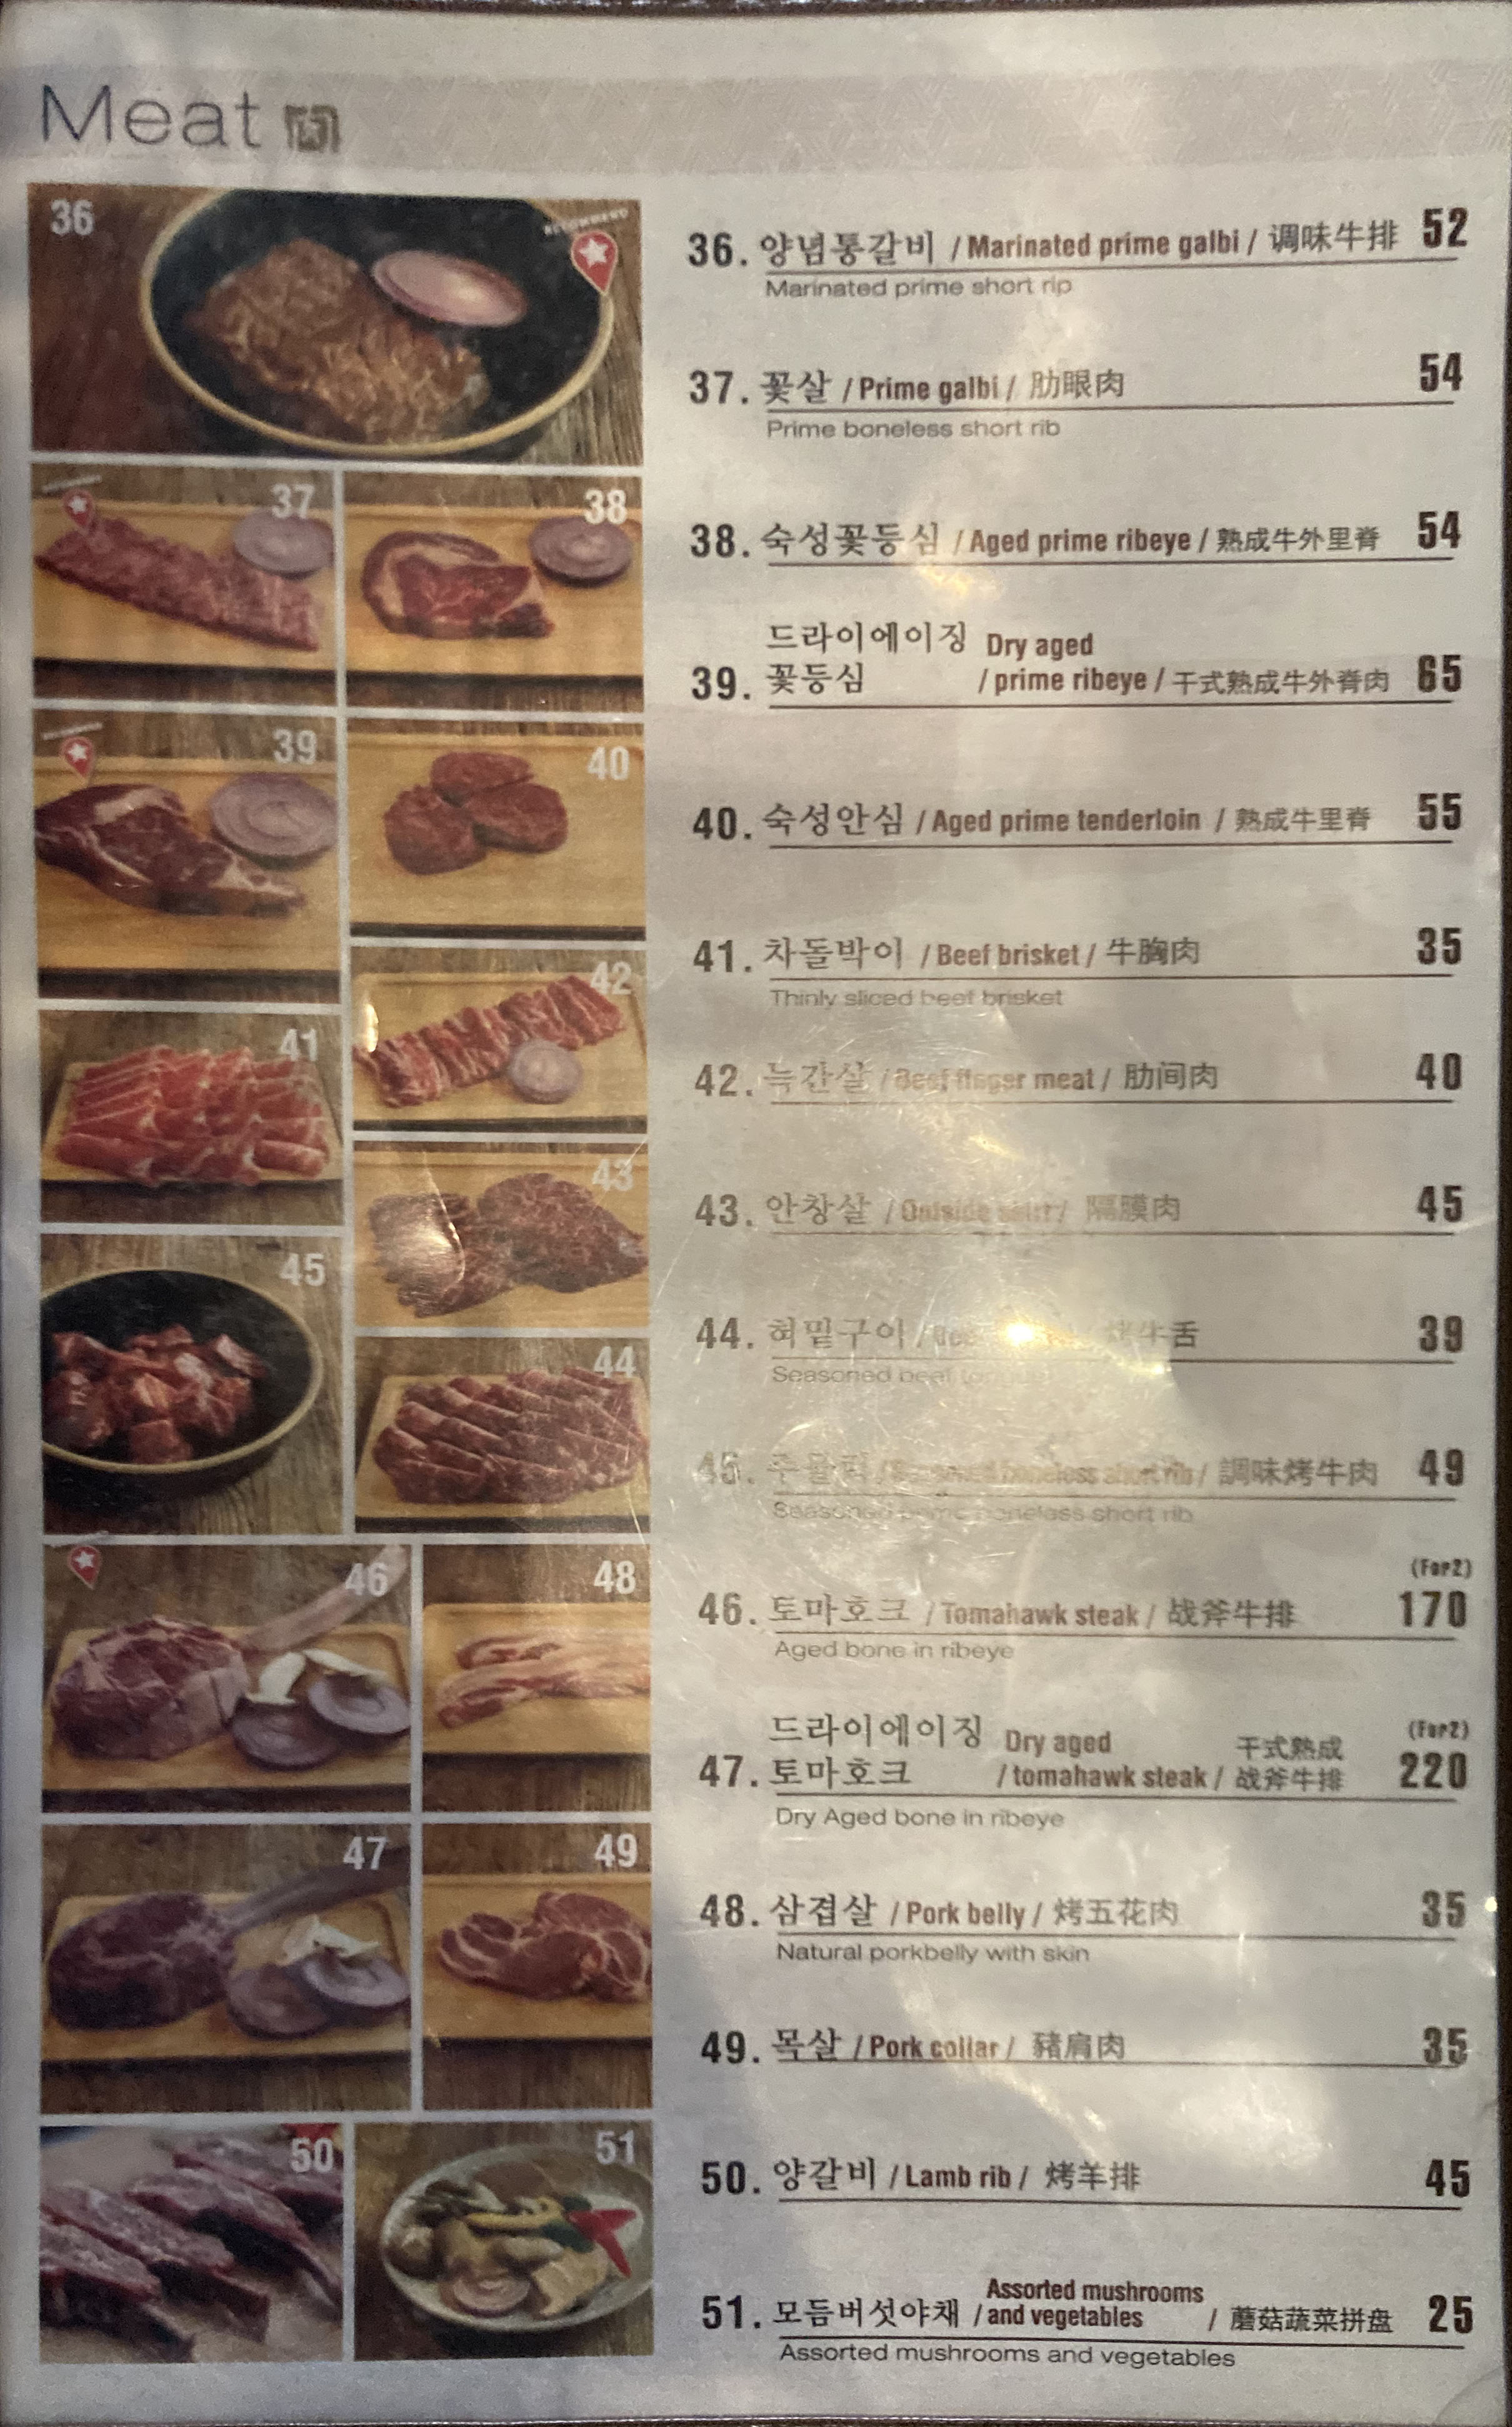 Meat
36
37
38
39
40
41
42
43
45
44
46
48
47
49
50
51
36. 양념통갈비 / Marinated prime galbi / 调味牛排 52
Marinated prime short rip
37. 꽃살 / Prime galbi / 肋眼肉 54
Prime boneless short rib
38. 숙성꽃등심 / Aged prime ribeye / 熟成牛外里脊 54
드라이에이징 Dry aged
39. 꽃등심 / prime ribeye / 干式熟成牛外脊肉 65
40. 숙성안심 / Aged prime tenderloin / 熟成牛里脊 55
41. 차돌박이 / Beef brisket / 牛胸肉 35
Thinly sliced beef brisket
42. 늑간살 / Beef finger meat / 肋间肉 40
43. 안창살 / Outside skirt / 隔膜肉 45
44. 혀밑구이 / 烤牛舌 39
Seasoned beef tongue
45. / Seasoned boneless short rib / 調味烤牛肉 49
Seasoned prime boneless short rib
(For2)
46. 토마호크 / Tomahawk steak / 战斧牛排 170
Aged bone in ribeye
드라이에이징 Dry aged 干式熟成 (For2)
47. 토마호크 / tomahawk steak / 战斧牛排 220
Dry Aged bone in ribeye
48. 삼겹살 / Pork belly / 烤五花肉 35
Natural porkbelly with skin
49. 목살 / Pork collar / 豬肩肉 35
50. 양갈비 / Lamb rib / 烤羊排 45
Assorted mushrooms
51. 모듬버섯야채 / and vegetables / 蘑菇蔬菜拼盘 25
Assorted mushrooms and vegetables